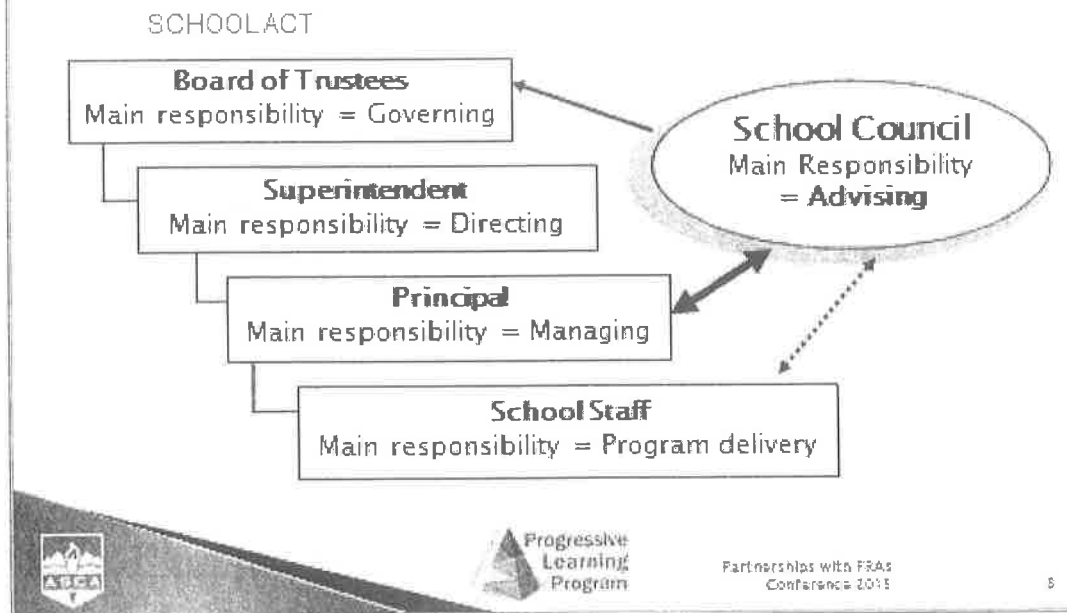 SCHOOL ACT
Board of Trustees
Main responsibility = Governing
School Council
Main Responsibility
= Advising
Superintendent
Main responsibility = Directing
Principal
Main responsibility = Managing
School Staff
Main responsibility = Program delivery
ASCA
Progressive
Learning
Program
Partnerships with FRAs
Conference 2015